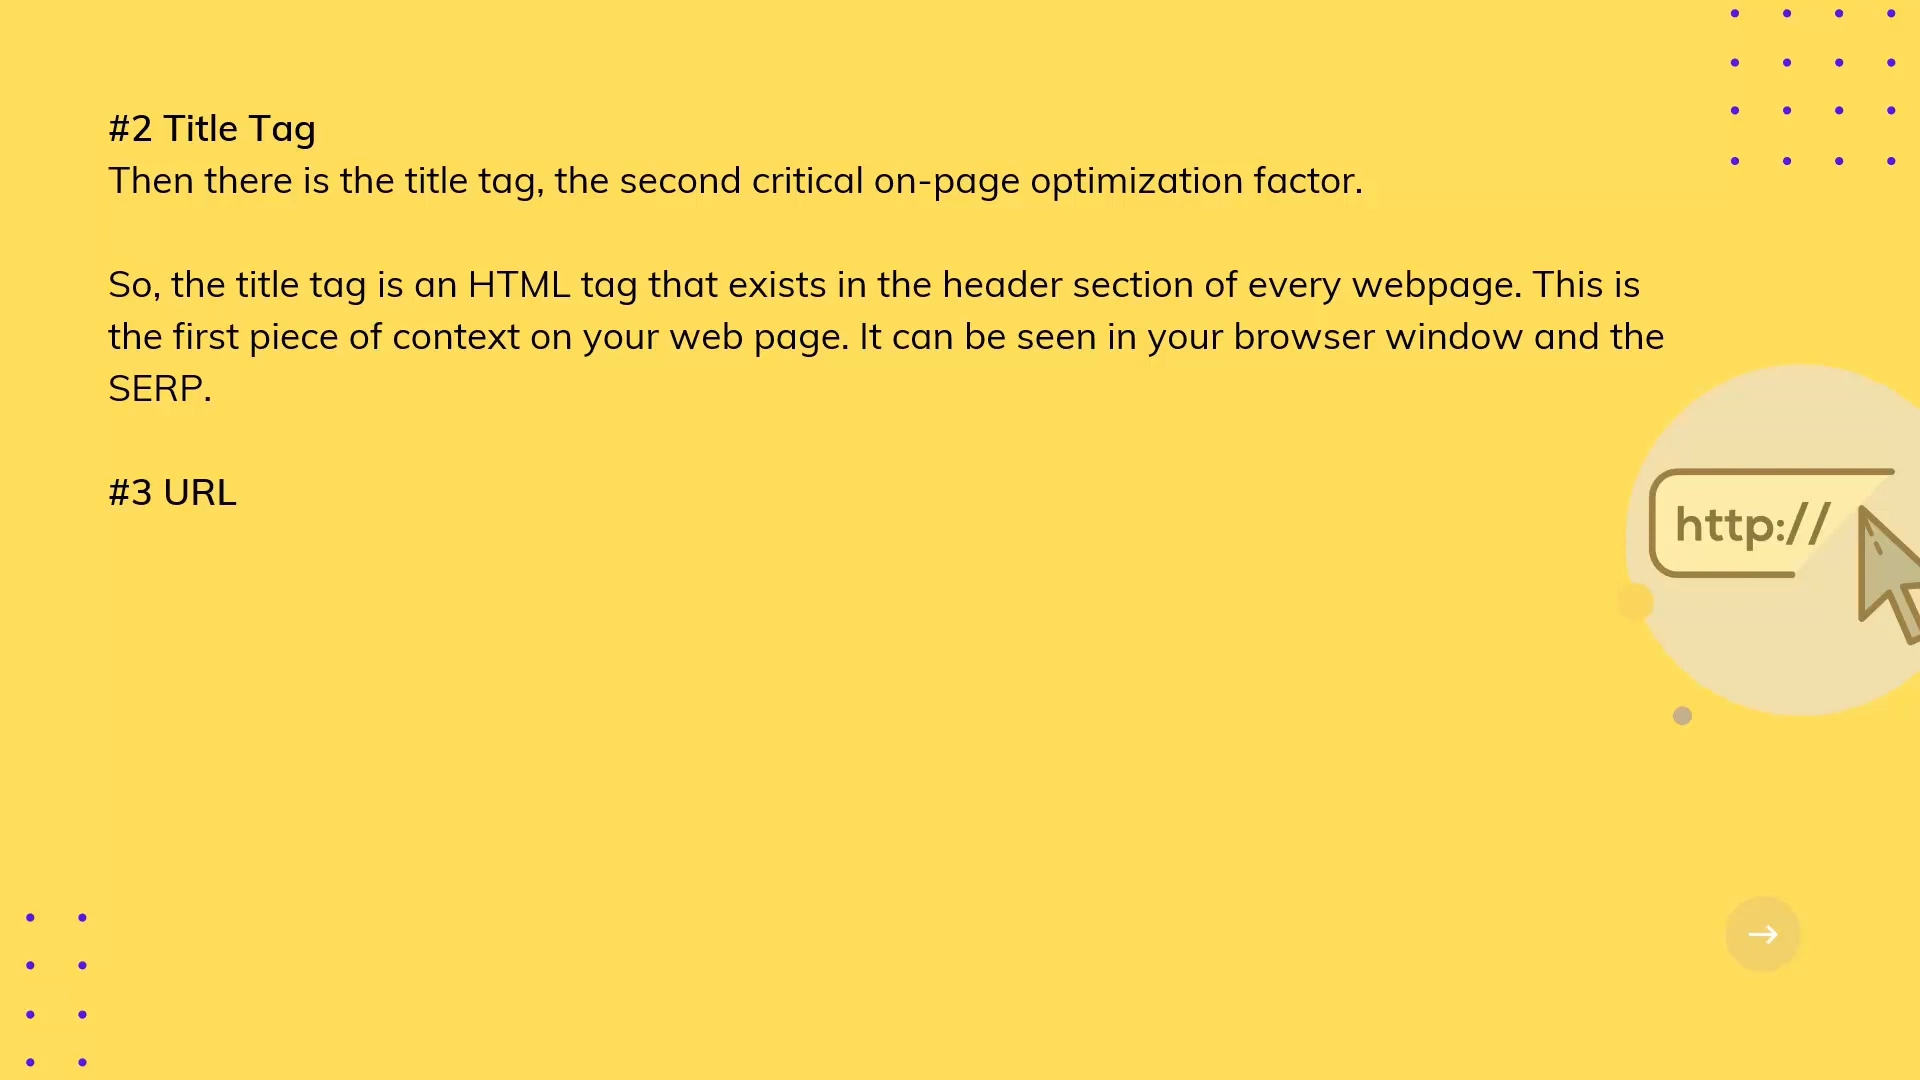 #2 Title Tag
Then there is the title tag, the second critical on-page optimization factor.
So, the title tag is an HTML tag that exists in the header section of every webpage. This is
the first piece of context on your web page. It can be seen in your browser window and the
SERP.
#3 URL
http://